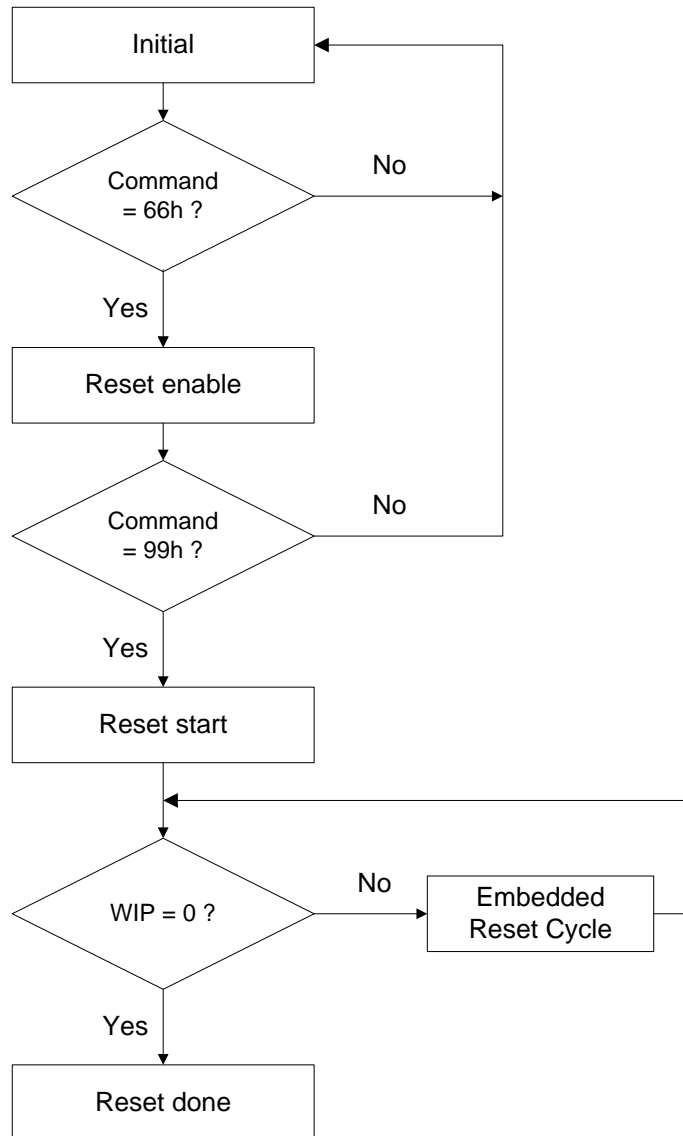 Initial
Command
= 66h ?
No
Yes
Reset enable
Command
= 99h ?
No
Yes
Reset start
WIP = 0 ?
No
Embedded
Reset Cycle
Yes
Reset done